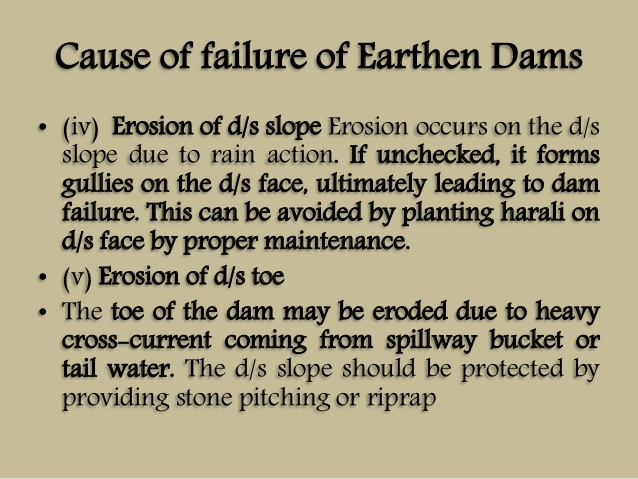 Cause of failure of Earthen Dams
• (iv) Erosion of d/s slope Erosion occurs on the d/s
slope due to rain action. If unchecked, it forms
gullies on the d/s face, ultimately leading to dam
failure. This can be avoided by planting harali on
d/s face by proper maintenance.
• (v) Erosion of d/s toe
• The toe of the dam may be eroded due to heavy
cross-current coming from spillway bucket or
tail water. The d/s slope should be protected by
providing stone pitching or riprap